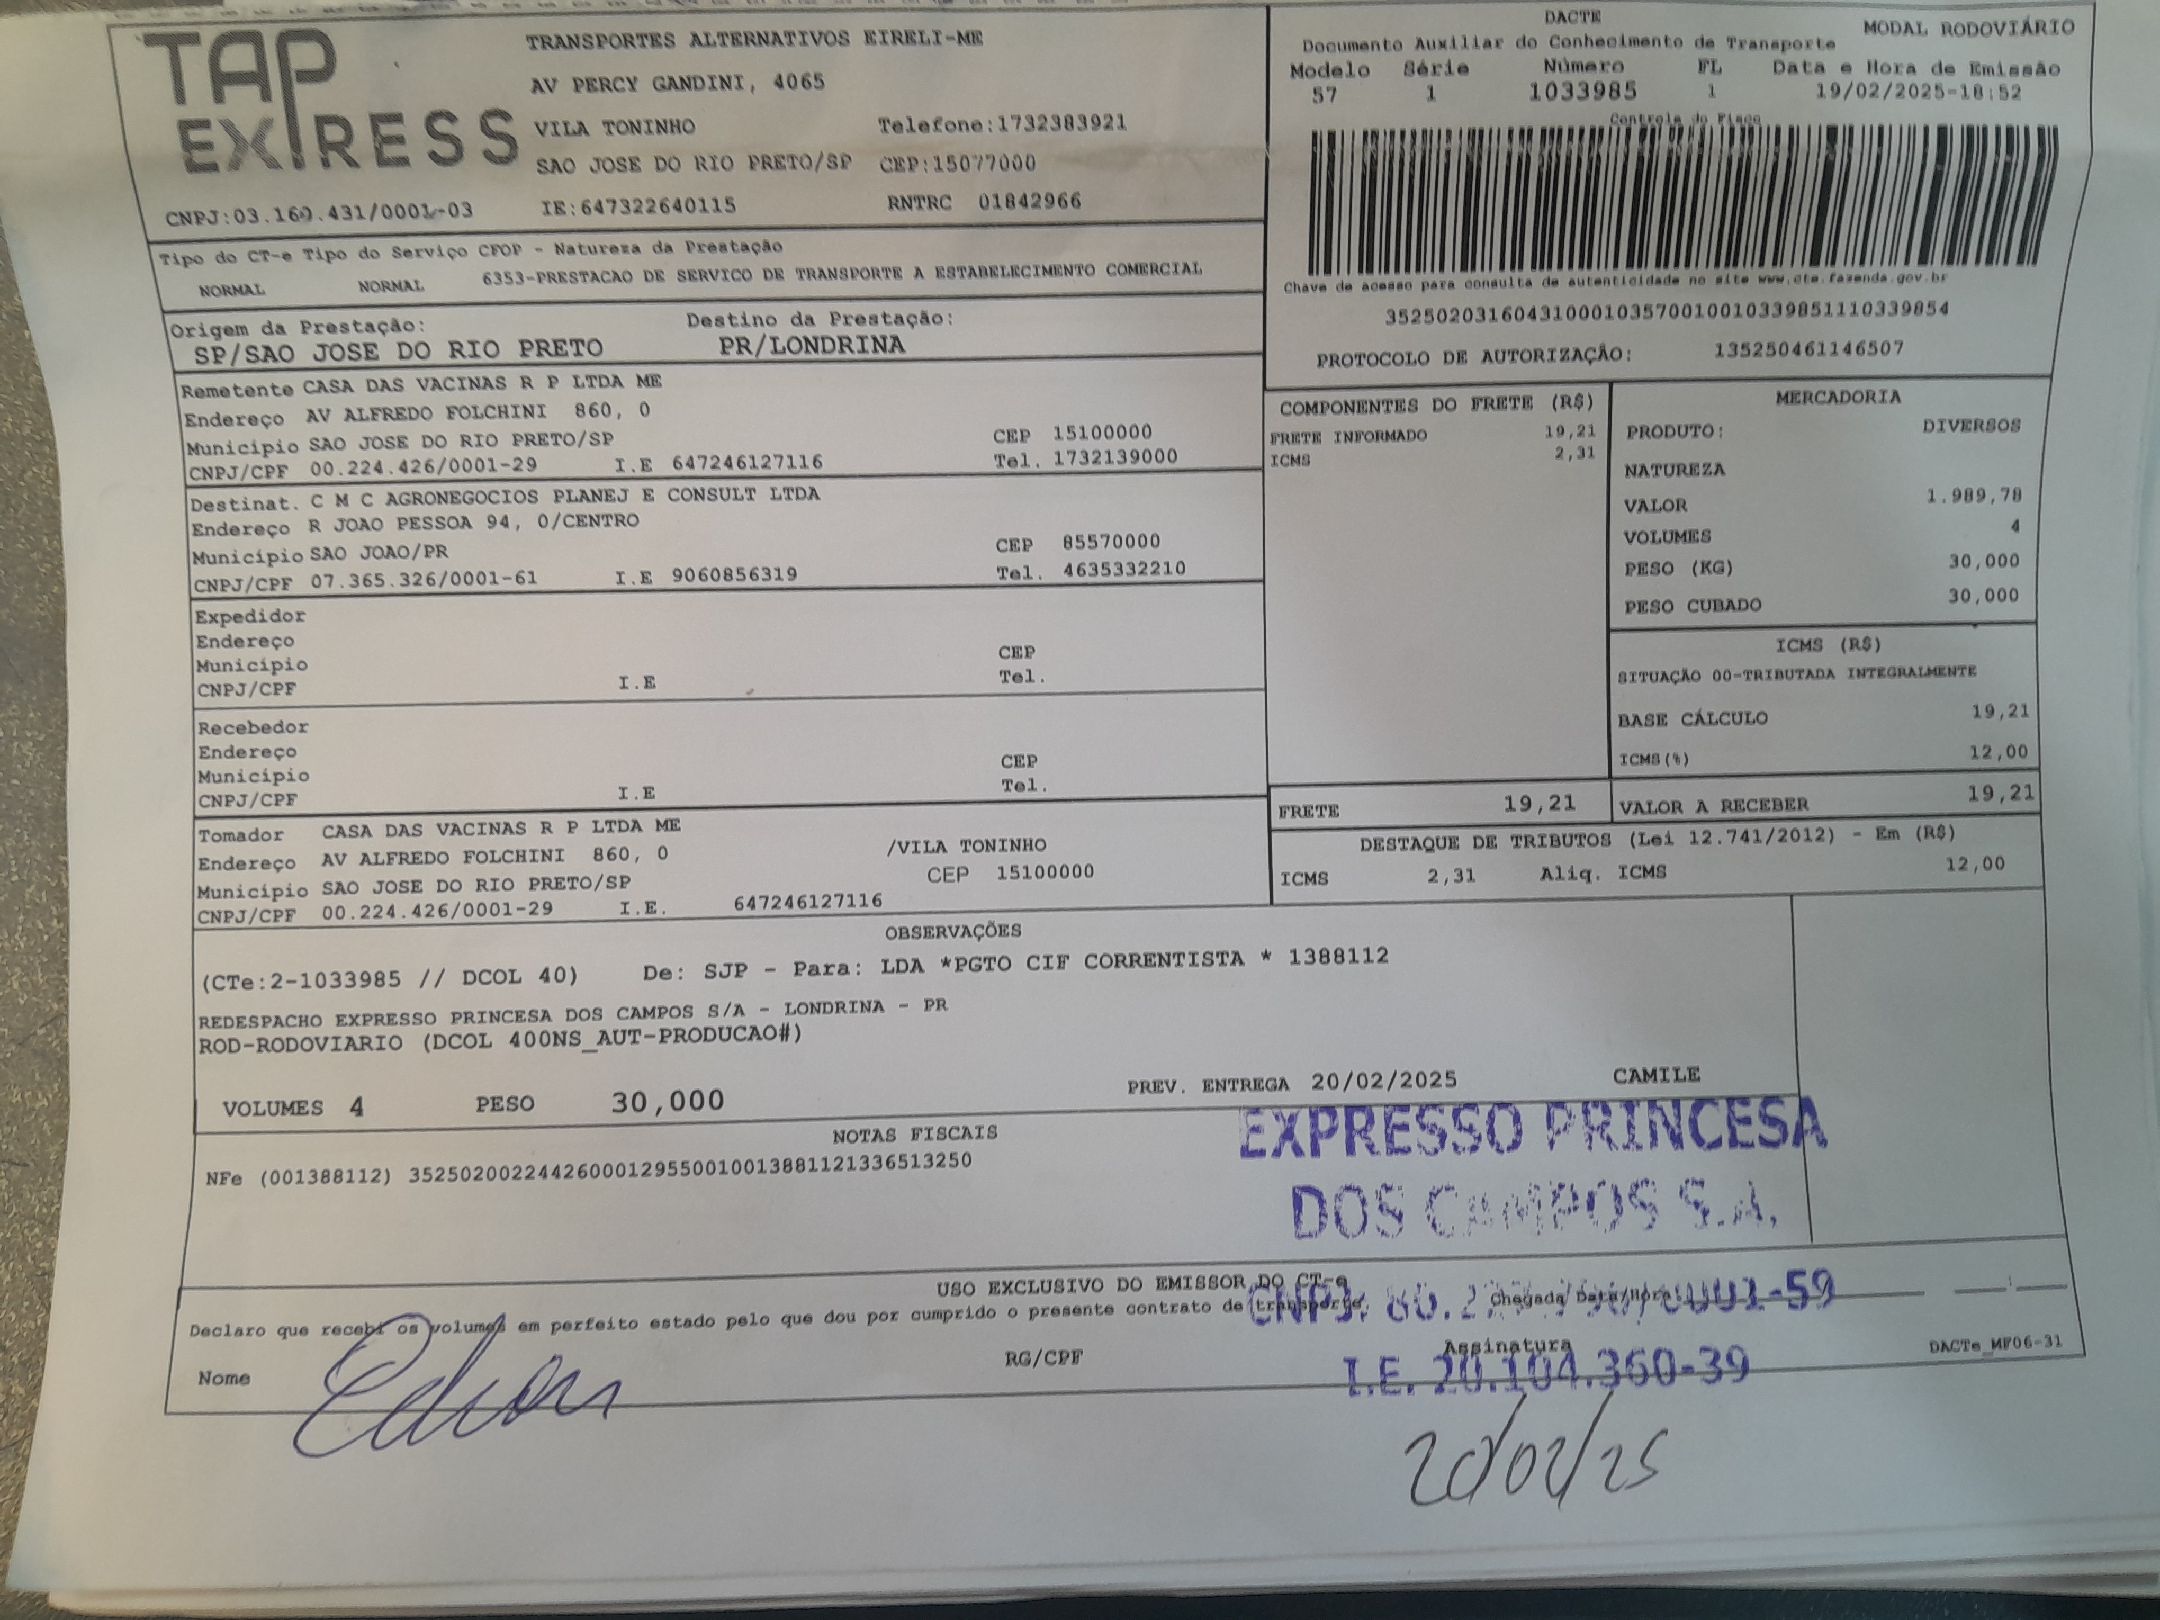 TAP EXPRESS
TRANSPORTES ALTERNATIVOS EIRELI-ME
AV PERCY GANDINI, 4065
VILA TONINHO Telefone:1732383921
SAO JOSE DO RIO PRETO/SP CEP:15077000
CNPJ:03.160.431/0001-03 IE:647322640115 RNTRC 01842966
DACTE MODAL RODOVIÁRIO
Documento Auxiliar do Conhecimento de Transporte
Modelo Série Número FL Data e Hora de Emissão
57 1 1033985 1 19/02/2025-18:52
Controle do Fisco
Chave de acesso para consulta de autenticidade no site www.cte.fazenda.gov.br
35250203160431000103570010010339851110339854
PROTOCOLO DE AUTORIZAÇÃO: 135250461146507
Tipo do CT-e Tipo do Serviço CFOP - Natureza da Prestação
NORMAL NORMAL 6353-PRESTACAO DE SERVICO DE TRANSPORTE A ESTABELECIMENTO COMERCIAL
Origem da Prestação: Destino da Prestação:
SP/SAO JOSE DO RIO PRETO PR/LONDRINA
Remetente CASA DAS VACINAS R P LTDA ME
Endereço AV ALFREDO FOLCHINI 860, 0
Município SAO JOSE DO RIO PRETO/SP CEP 15100000
CNPJ/CPF 00.224.426/0001-29 I.E 647246127116 Tel. 1732139000
Destinat. C M C AGRONEGOCIOS PLANEJ E CONSULT LTDA
Endereço R JOAO PESSOA 94, 0/CENTRO
Município SAO JOAO/PR CEP 85570000
CNPJ/CPF 07.365.326/0001-61 I.E 9060856319 Tel. 4635332210
Expedidor
Endereço
Município CEP
CNPJ/CPF I.E Tel.
Recebedor
Endereço
Município CEP
CNPJ/CPF I.E Tel.
Tomador CASA DAS VACINAS R P LTDA ME
Endereço AV ALFREDO FOLCHINI 860, 0 /VILA TONINHO
Município SAO JOSE DO RIO PRETO/SP CEP 15100000
CNPJ/CPF 00.224.426/0001-29 I.E. 647246127116
COMPONENTES DO FRETE (R$)
FRETE INFORMADO 19,21
ICMS 2,31
MERCADORIA
PRODUTO: DIVERSOS
NATUREZA
VALOR 1.989,78
VOLUMES 4
PESO (KG) 30,000
PESO CUBADO 30,000
ICMS (R$)
SITUAÇÃO 00-TRIBUTADA INTEGRALMENTE
BASE CÁLCULO 19,21
ICMS(%) 12,00
FRETE 19,21 VALOR A RECEBER 19,21
DESTAQUE DE TRIBUTOS (Lei 12.741/2012) - Em (R$)
ICMS 2,31 Aliq. ICMS 12,00
OBSERVAÇÕES
(CTe:2-1033985 // DCOL 40) De: SJP - Para: LDA *PGTO CIF CORRENTISTA * 1388112
REDESPACHO EXPRESSO PRINCESA DOS CAMPOS S/A - LONDRINA - PR
ROD-RODOVIARIO (DCOL 400NS_AUT-PRODUCAO#)
VOLUMES 4 PESO 30,000 PREV. ENTREGA 20/02/2025 CAMILE
NOTAS FISCAIS
NFe (001388112) 35250200224426000129550010013881121336513250
EXPRESSO PRINCESA
DOS CAMPOS S.A.
CNPJ: 0001-59
I.E. 20.104.360-39
USO EXCLUSIVO DO EMISSOR DO CT-e
Declaro que recebi os volumes em perfeito estado pelo que dou por cumprido o presente contrato de transporte. Chegada Data/Hora
Nome RG/CPF Assinatura DACTe_MF06-31
20/02/25